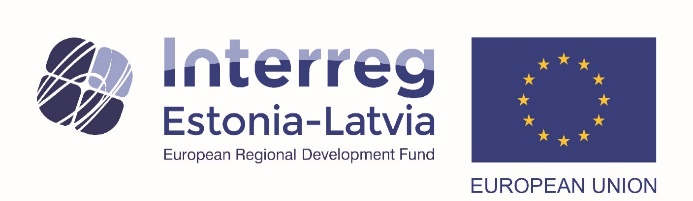 Interreg
Estonia-Latvia
European Regional Development Fund
EUROPEAN UNION